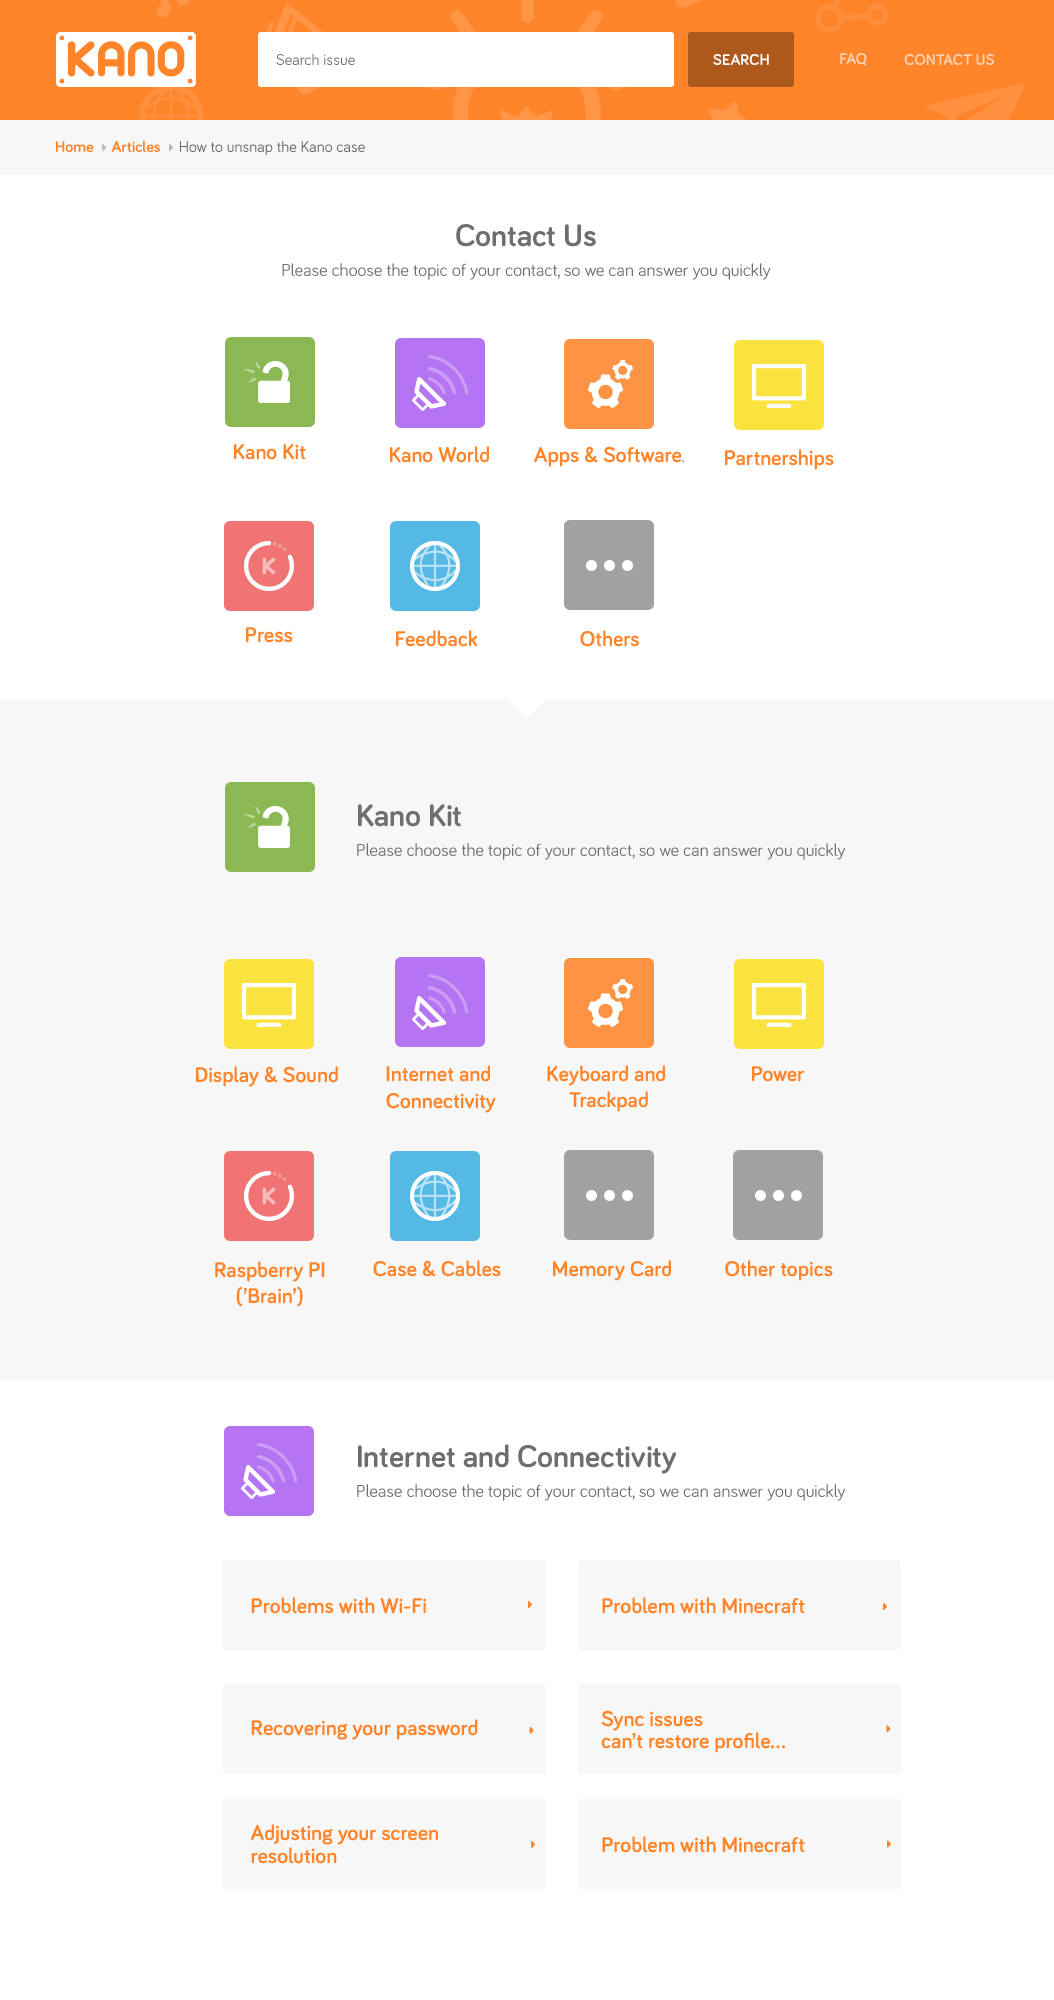 KANO
Search issue
SEARCH
FAQ
CONTACT US
Home
Articles
How to unsnap the Kano case
Contact Us
Please choose the topic of your contact, so we can answer you quickly
Kano Kit
Kano World
Apps & Software.
Partnerships
K
Press
Feedback
Others
Kano Kit
Please choose the topic of your contact, so we can answer you quickly
Display & Sound
Internet and
Connectivity
Keyboard and
Trackpad
Power
K
Raspberry PI
('Brain’)
Case & Cables
Memory Card
Other topics
Internet and Connectivity
Please choose the topic of your contact, so we can answer you quickly
Problems with Wi-Fi
Problem with Minecraft
Recovering your password
Sync issues
can’t restore profile...
Adjusting your screen
resolution
Problem with Minecraft